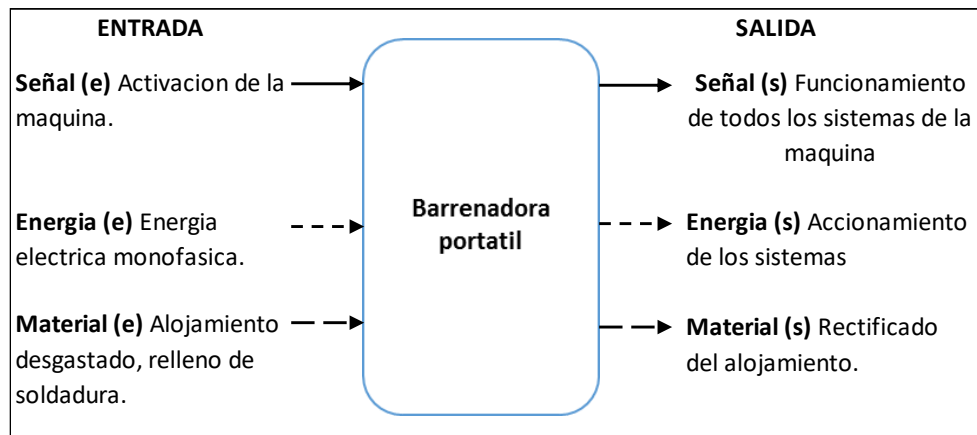 ENTRADA
Señal (e) Activacion de la
maquina.
Energia (e) Energia
electrica monofasica.
Material (e) Alojamiento
desgastado, relleno de
soldadura.
Barrenadora
portatil
SALIDA
Señal (s) Funcionamiento
de todos los sistemas de la
maquina
Energia (s) Accionamiento
de los sistemas
Material (s) Rectificado
del alojamiento.